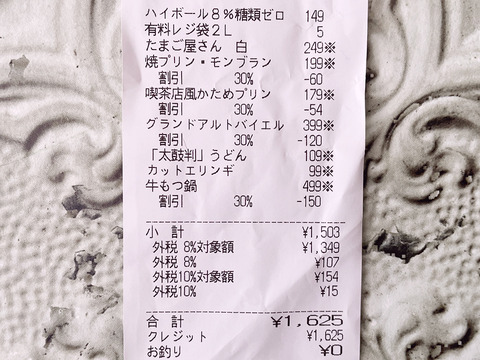 ハイボール8%糖類ゼロ 149
有料レジ袋2L 5
たまご屋さん 白 249※
焼プリン・モンブラン 199※
割引 30% -60
喫茶店風かためプリン 179※
割引 30% -54
グランドアルトバイエル 399※
割引 30% -120
「太鼓判」うどん 109※
カットエリンギ 99※
牛もつ鍋 499※
割引 30% -150
小 計 ¥1,503
外税 8%対象額 ¥1,349
外税 8% ¥107
外税10%対象額 ¥154
外税10% ¥15
合 計 ¥1,625
クレジット ¥1,625
お釣り ¥0